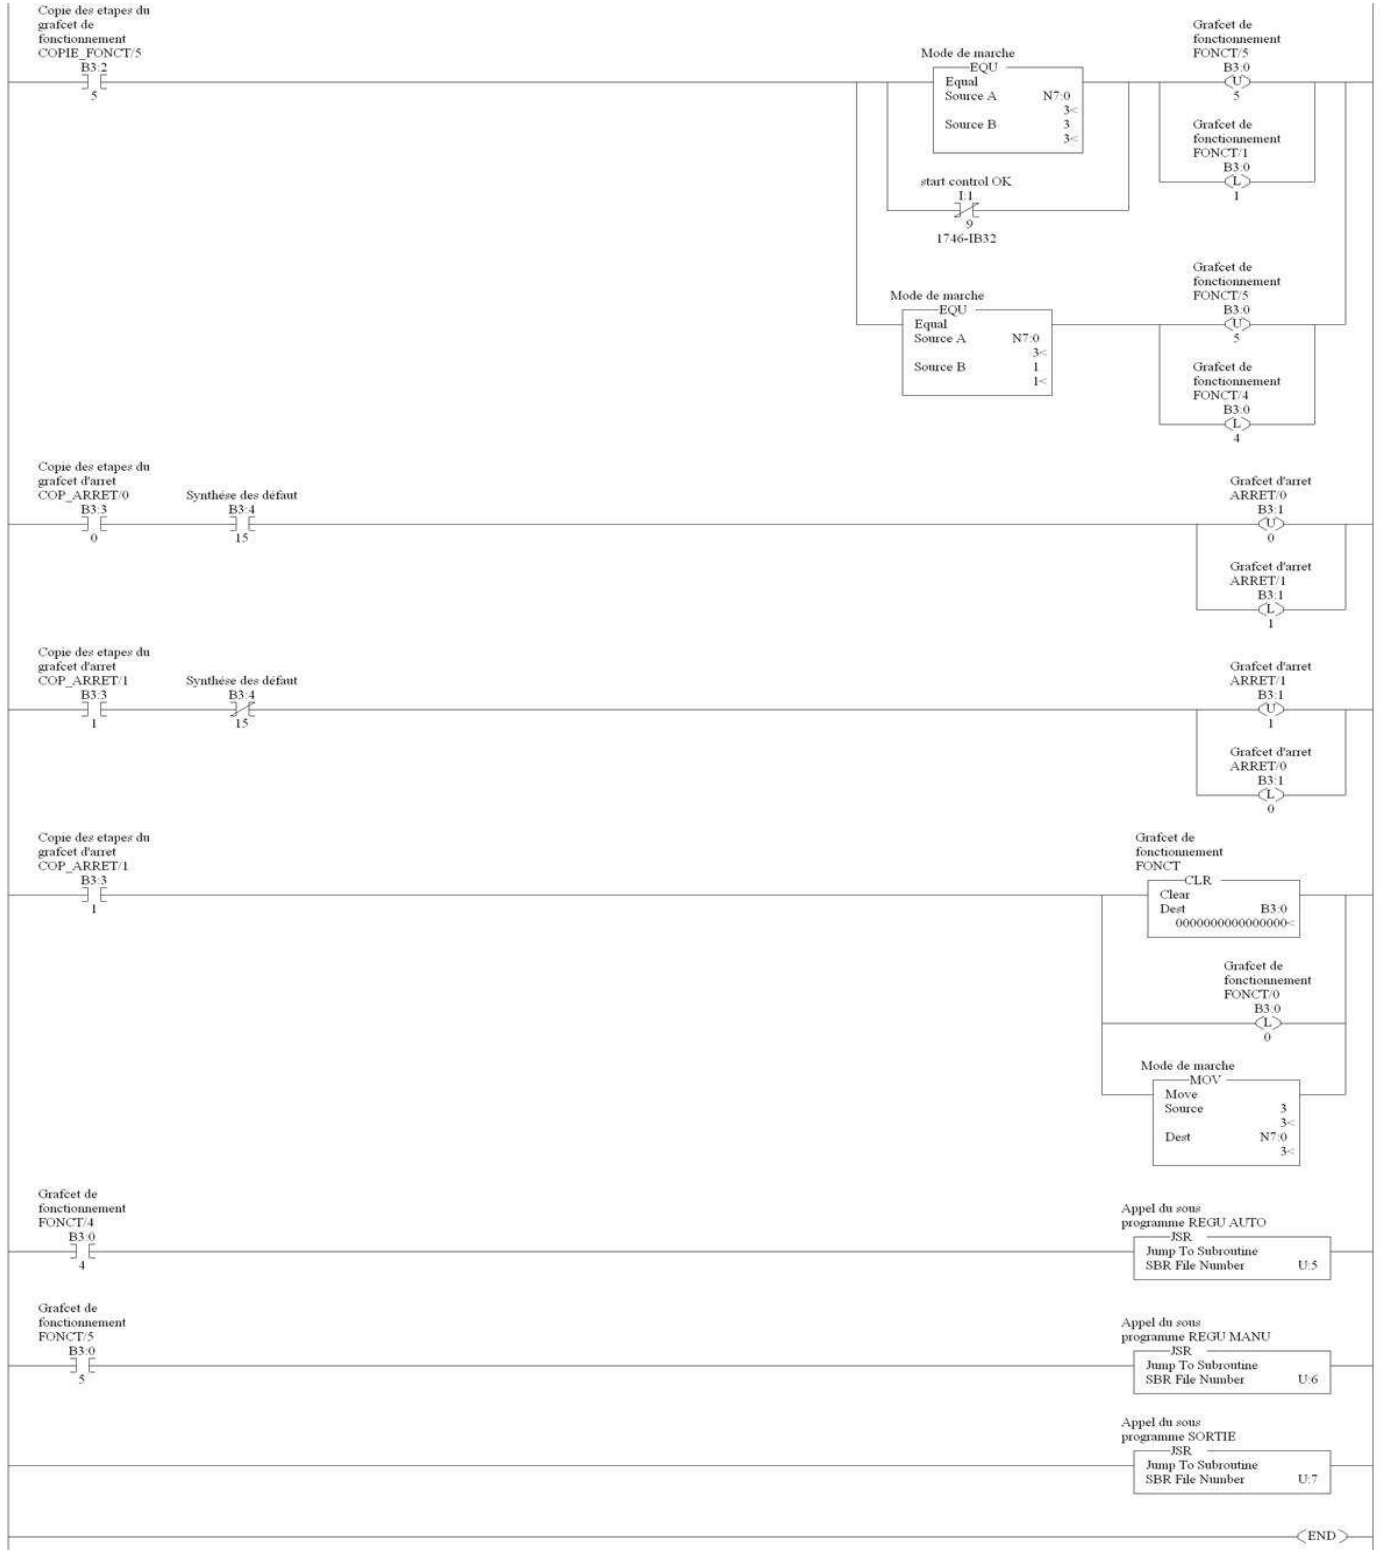 Copie des etapes du
grafcet de
fonctionnement
COPIE_FONCT/5
B3:2
5
Mode de marche
EQU
Equal
Source A N7:0
3<
Source B 3
3<
start control OK
I:1
9
1746-IB32
Grafcet de
fonctionnement
FONCT/5
B3:0
U
5
Grafcet de
fonctionnement
FONCT/1
B3:0
L
1
Mode de marche
EQU
Equal
Source A N7:0
3<
Source B 1
1<
Grafcet de
fonctionnement
FONCT/5
B3:0
U
5
Grafcet de
fonctionnement
FONCT/4
B3:0
L
4
Copie des etapes du
grafcet d'arret
COP_ARRET/0
B3:3
0
Synthése des défaut
B3:4
15
Grafcet d'arret
ARRET/0
B3:1
U
0
Grafcet d'arret
ARRET/1
B3:1
L
1
Copie des etapes du
grafcet d'arret
COP_ARRET/1
B3:3
1
Synthése des défaut
B3:4
15
Grafcet d'arret
ARRET/1
B3:1
U
1
Grafcet d'arret
ARRET/0
B3:1
L
0
Copie des etapes du
grafcet d'arret
COP_ARRET/1
B3:3
1
Grafcet de
fonctionnement
FONCT
CLR
Clear
Dest B3:0
0000000000000000<
Grafcet de
fonctionnement
FONCT/0
B3:0
L
0
Mode de marche
MOV
Move
Source 3
3<
Dest N7:0
3<
Grafcet de
fonctionnement
FONCT/4
B3:0
4
Appel du sous
programme REGU AUTO
JSR
Jump To Subroutine
SBR File Number U:5
Grafcet de
fonctionnement
FONCT/5
B3:0
5
Appel du sous
programme REGU MANU
JSR
Jump To Subroutine
SBR File Number U:6
Appel du sous
programme SORTIE
JSR
Jump To Subroutine
SBR File Number U:7
END